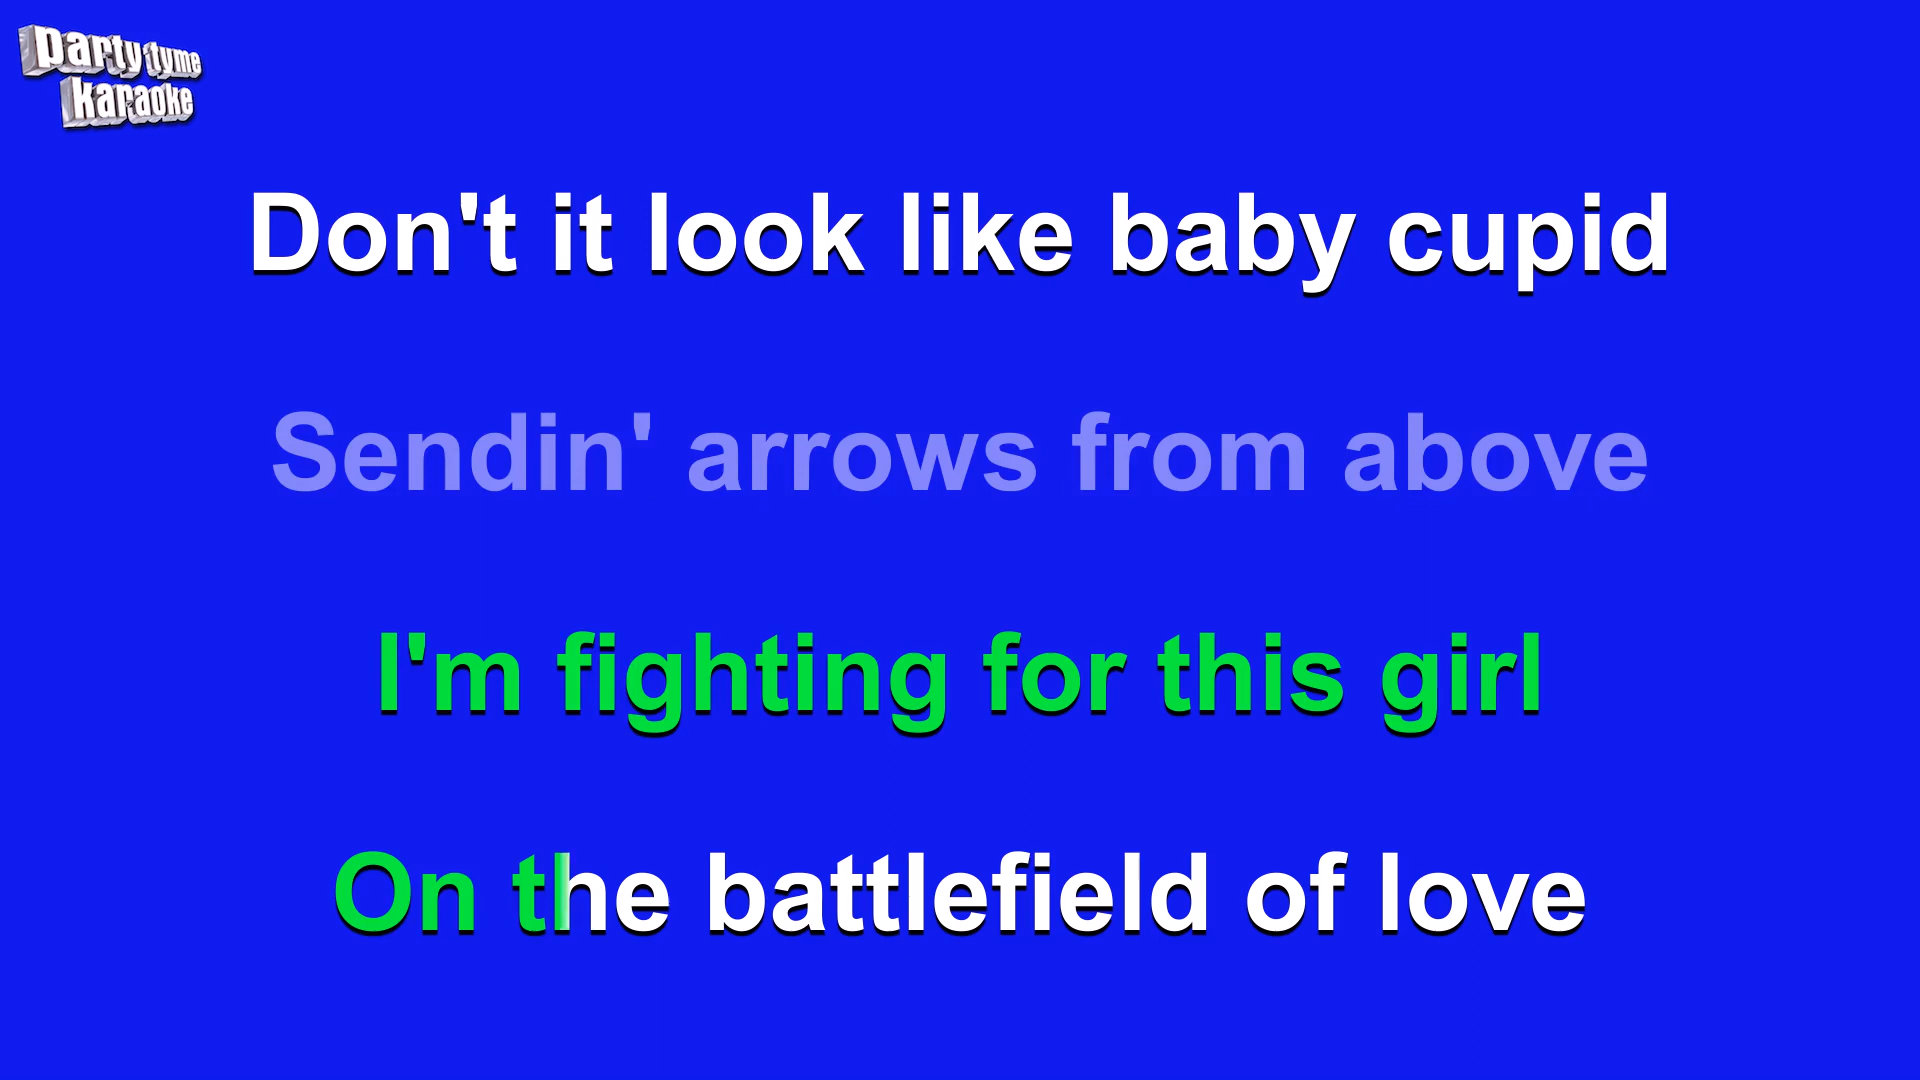 party tyme
karaoke
Don't it look like baby cupid
Sendin' arrows from above
I'm fighting for this girl
On the battlefield of love